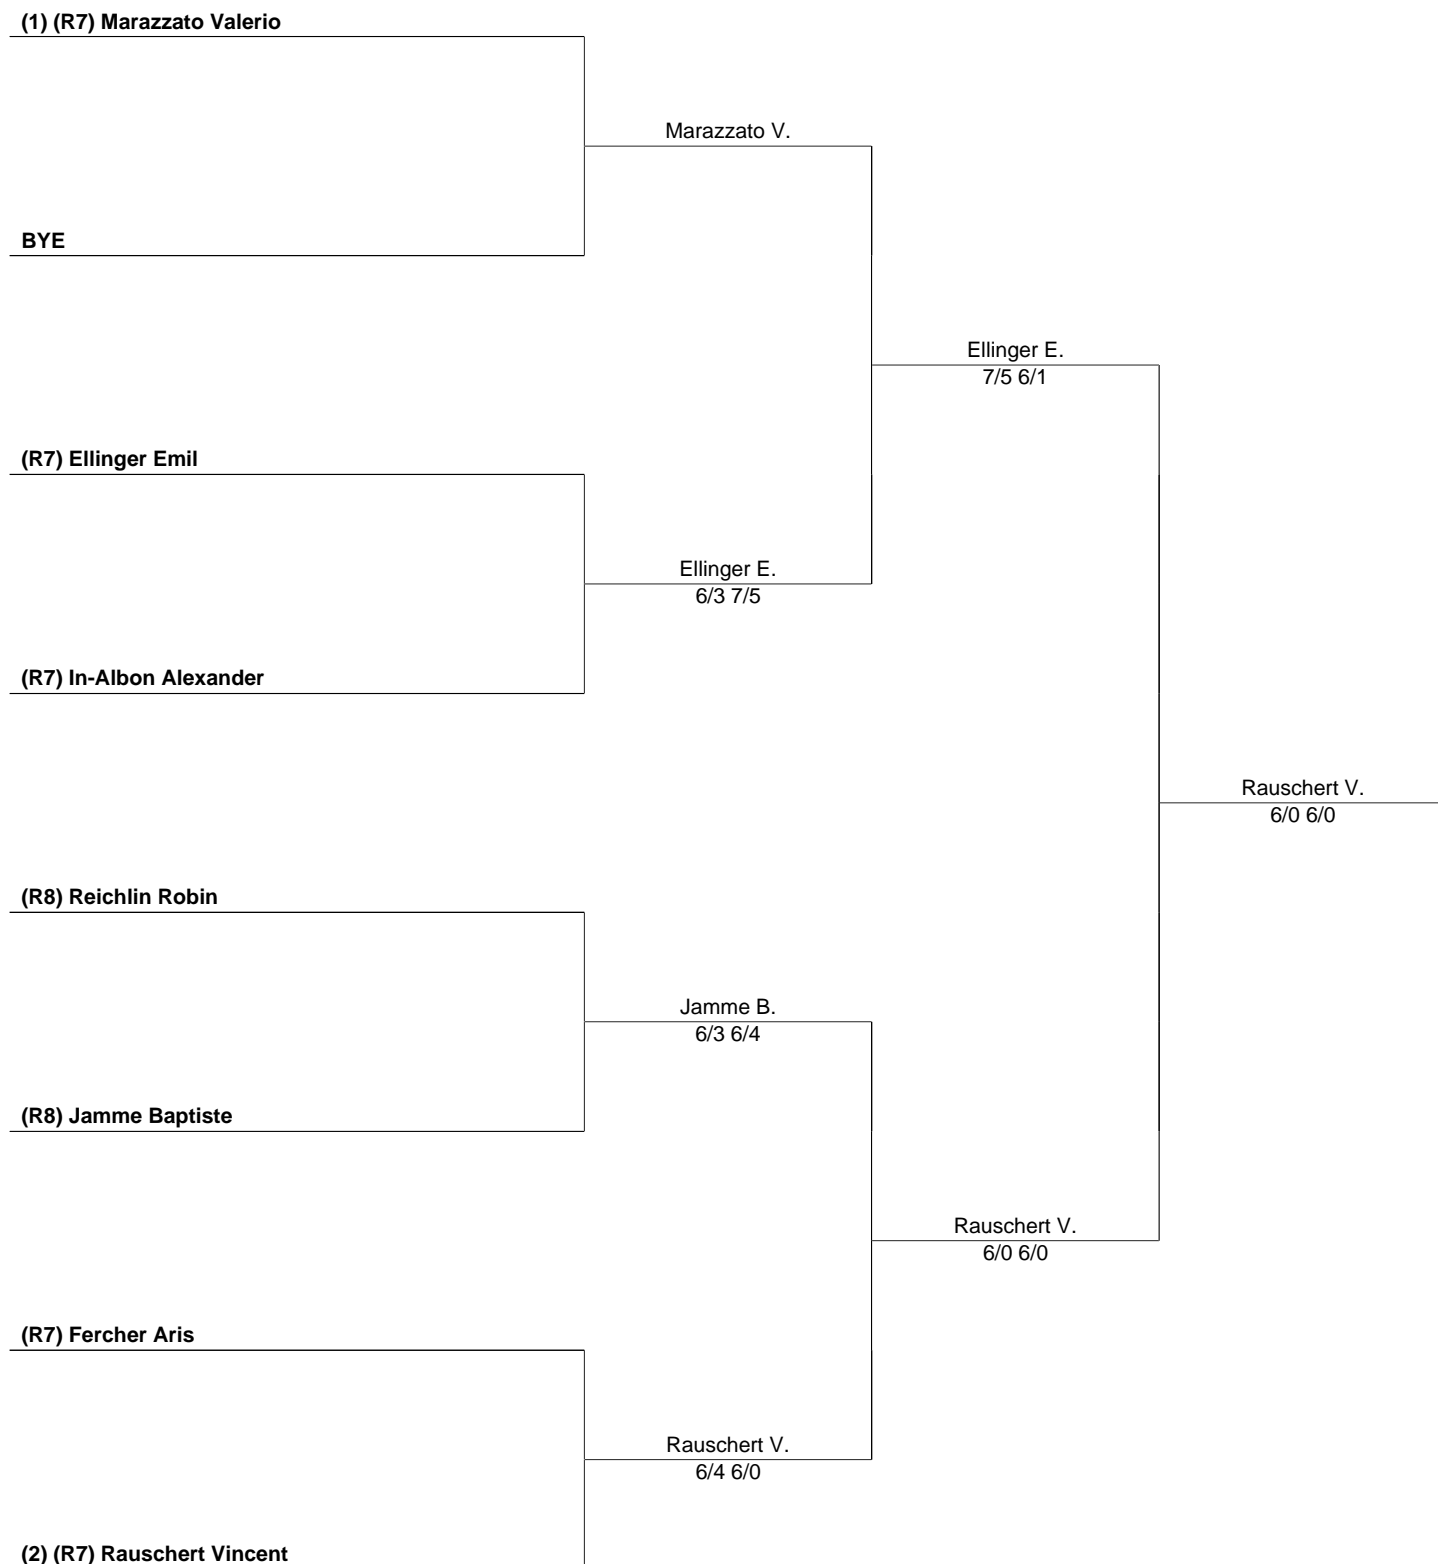 (1) (R7) Marazzato Valerio
Marazzato V.
BYE
Ellinger E.
7/5 6/1
(R7) Ellinger Emil
Ellinger E.
6/3 7/5
(R7) In-Albon Alexander
Rauschert V.
6/0 6/0
(R8) Reichlin Robin
Jamme B.
6/3 6/4
(R8) Jamme Baptiste
Rauschert V.
6/0 6/0
(R7) Fercher Aris
Rauschert V.
6/4 6/0
(2) (R7) Rauschert Vincent